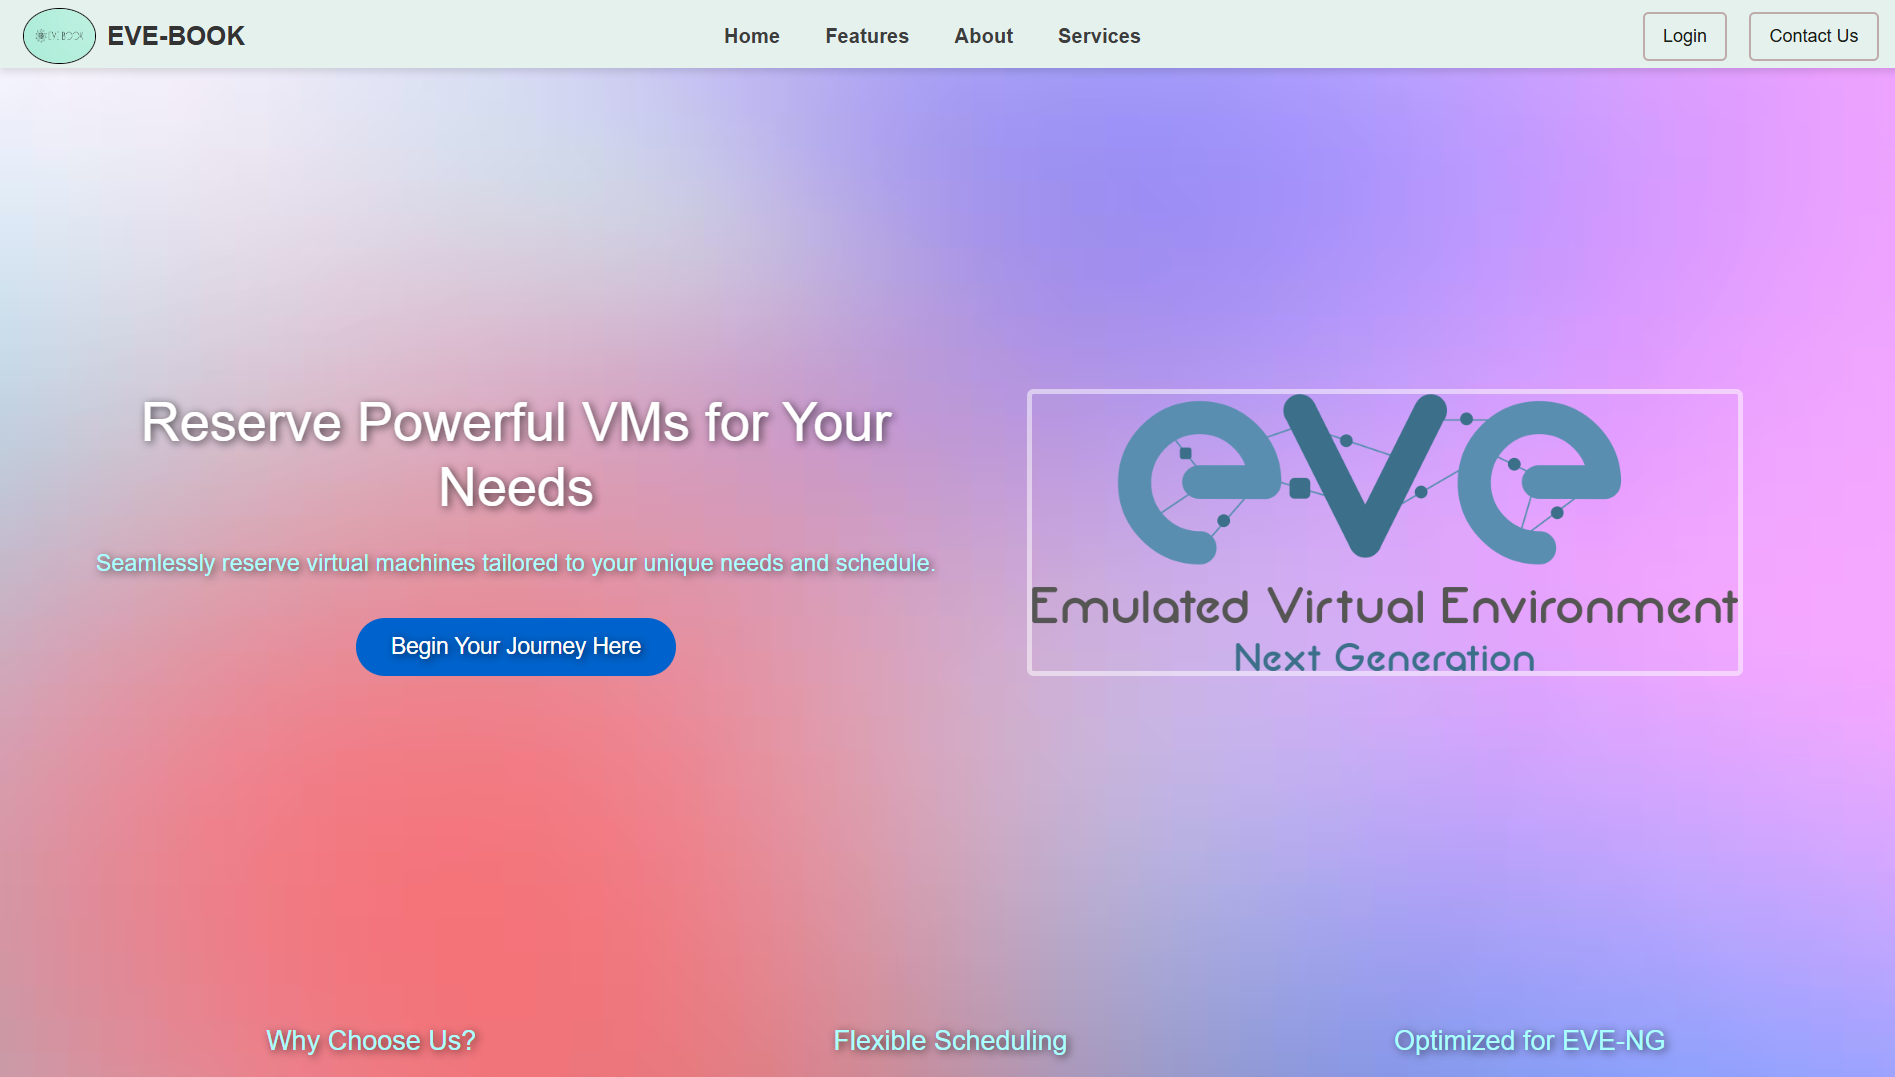 EVE BOOK
EVE-BOOK
Home
Features
About
Services
Login
Contact Us
Reserve Powerful VMs for Your
Needs
Seamlessly reserve virtual machines tailored to your unique needs and schedule.
Begin Your Journey Here
eve
Emulated Virtual Environment
Next Generation
Why Choose Us?
Flexible Scheduling
Optimized for EVE-NG